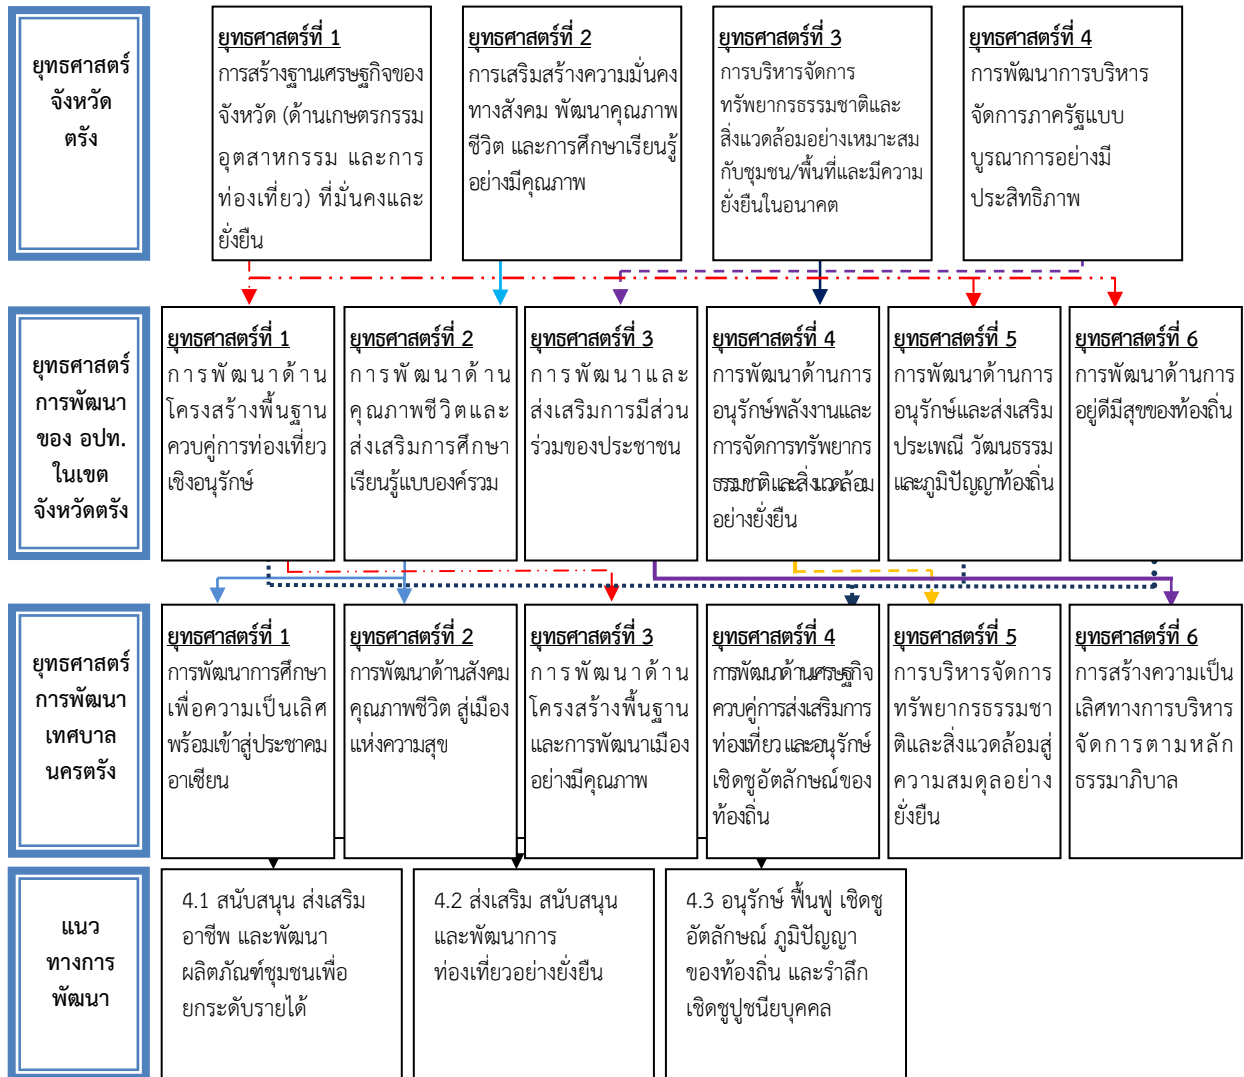 ยุทธศาสตร์
จังหวัด
ตรัง
ยุทธศาสตร์ที่ 1
การสร้างฐานเศรษฐกิจของ
จังหวัด (ด้านเกษตรกรรม
อุตสาหกรรม และการ
ท่องเที่ยว) ที่มั่นคงและ
ยั่งยืน
ยุทธศาสตร์ที่ 2
การเสริมสร้างความมั่นคง
ทางสังคม พัฒนาคุณภาพ
ชีวิต และการศึกษาเรียนรู้
อย่างมีคุณภาพ
ยุทธศาสตร์ที่ 3
การบริหารจัดการ
ทรัพยากรธรรมชาติและ
สิ่งแวดล้อมอย่างเหมาะสม
กับชุมชน/พื้นที่และมีความ
ยั่งยืนในอนาคต
ยุทธศาสตร์ที่ 4
การพัฒนาการบริหาร
จัดการภาครัฐแบบ
บูรณาการอย่างมี
ประสิทธิภาพ
ยุทธศาสตร์
การพัฒนา
ของ อปท.
ในเขต
จังหวัดตรัง
ยุทธศาสตร์ที่ 1
การพัฒนาด้าน
โครงสร้างพื้นฐาน
ควบคู่การท่องเที่ยว
เชิงอนุรักษ์
ยุทธศาสตร์ที่ 2
การพัฒนาด้าน
คุณภาพชีวิตและ
ส่งเสริมการศึกษา
เรียนรู้แบบองค์รวม
ยุทธศาสตร์ที่ 3
การพัฒนาและ
ส่งเสริมการมีส่วน
ร่วมของประชาชน
ยุทธศาสตร์ที่ 4
การพัฒนาด้านการ
อนุรักษ์พลังงานและ
การจัดการทรัพยากร
ธรรมชาติและสิ่งแวดล้อม
อย่างยั่งยืน
ยุทธศาสตร์ที่ 5
การพัฒนาด้านการ
อนุรักษ์และส่งเสริม
ประเพณี วัฒนธรรม
และภูมิปัญญาท้องถิ่น
ยุทธศาสตร์ที่ 6
การพัฒนาด้านการ
อยู่ดีมีสุขของท้องถิ่น
ยุทธศาสตร์
การพัฒนา
เทศบาล
นครตรัง
ยุทธศาสตร์ที่ 1
การพัฒนาการศึกษา
เพื่อความเป็นเลิศ
พร้อมเข้าสู่ประชาคม
อาเซียน
ยุทธศาสตร์ที่ 2
การพัฒนาด้านสังคม
คุณภาพชีวิต สู่เมือง
แห่งความสุข
ยุทธศาสตร์ที่ 3
การพัฒนาด้าน
โครงสร้างพื้นฐาน
และการพัฒนาเมือง
อย่างมีคุณภาพ
ยุทธศาสตร์ที่ 4
การพัฒนาด้านเศรษฐกิจ
ควบคู่การส่งเสริมการ
ท่องเที่ยว และอนุรักษ์
เชิดชูอัตลักษณ์ของ
ท้องถิ่น
ยุทธศาสตร์ที่ 5
การบริหารจัดการ
ทรัพยากรธรรมชา
ติและสิ่งแวดล้อมสู่
ความสมดุลอย่าง
ยั่งยืน
ยุทธศาสตร์ที่ 6
การสร้างความเป็น
เลิศทางการบริหาร
จัดการตามหลัก
ธรรมาภิบาล
แนว
ทางการ
พัฒนา
4.1 สนับสนุน ส่งเสริม
อาชีพ และพัฒนา
ผลิตภัณฑ์ชุมชนเพื่อ
ยกระดับรายได้
4.2 ส่งเสริม สนับสนุน
และพัฒนาการ
ท่องเที่ยวอย่างยั่งยืน
4.3 อนุรักษ์ ฟื้นฟู เชิดชู
อัตลักษณ์ ภูมิปัญญา
ของท้องถิ่น และรำลึก
เชิดชูปูชนียบุคคล